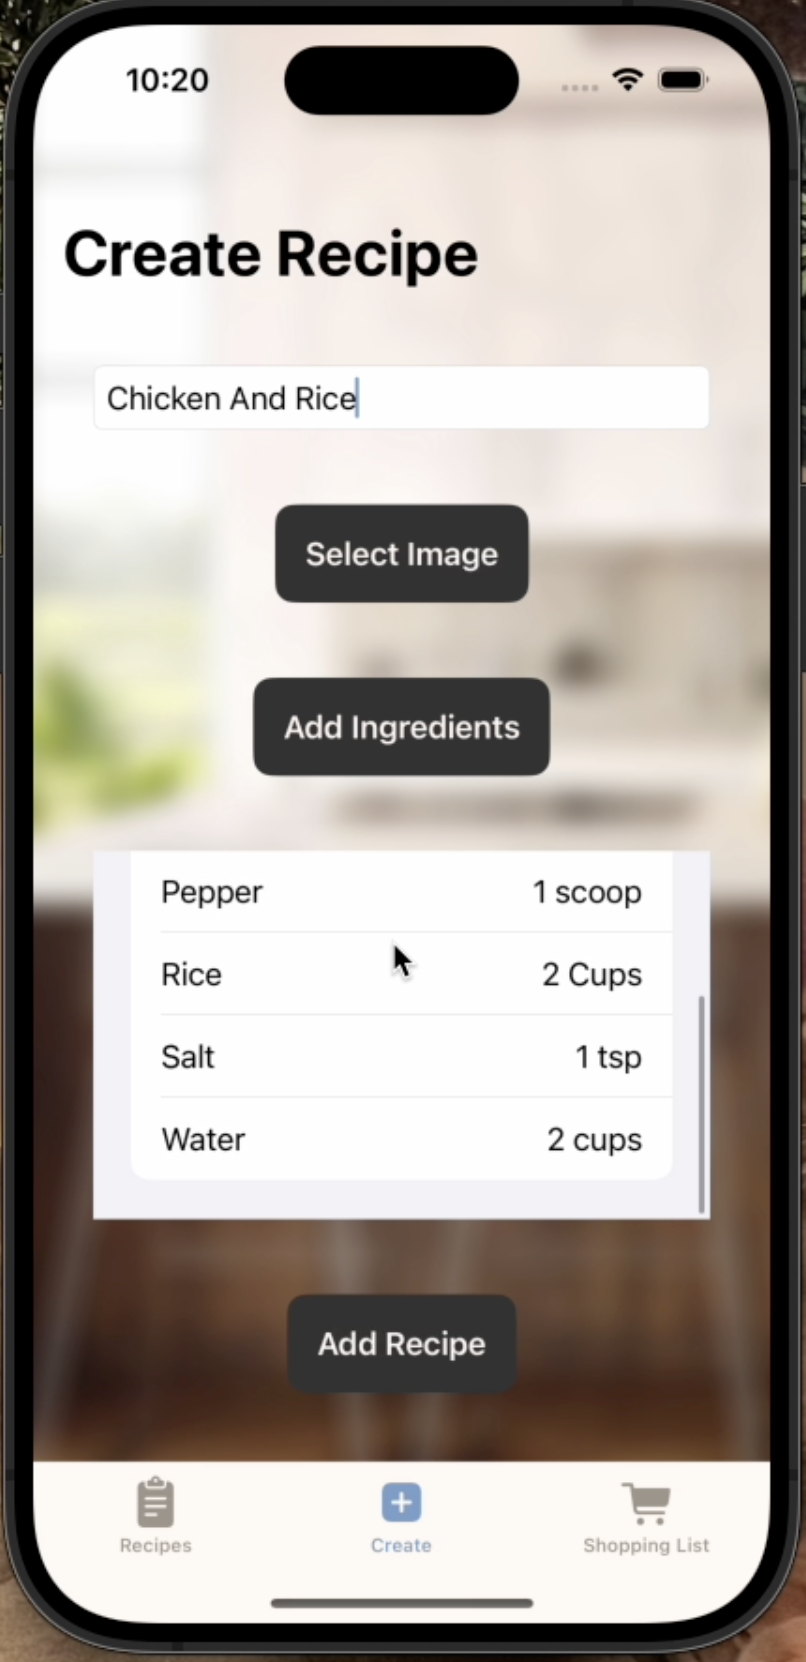 10:20
Create Recipe
Chicken And Rice
Select Image
Add Ingredients
Pepper 1 scoop
Rice 2 Cups
Salt 1 tsp
Water 2 cups
Add Recipe
Recipes Create Shopping List